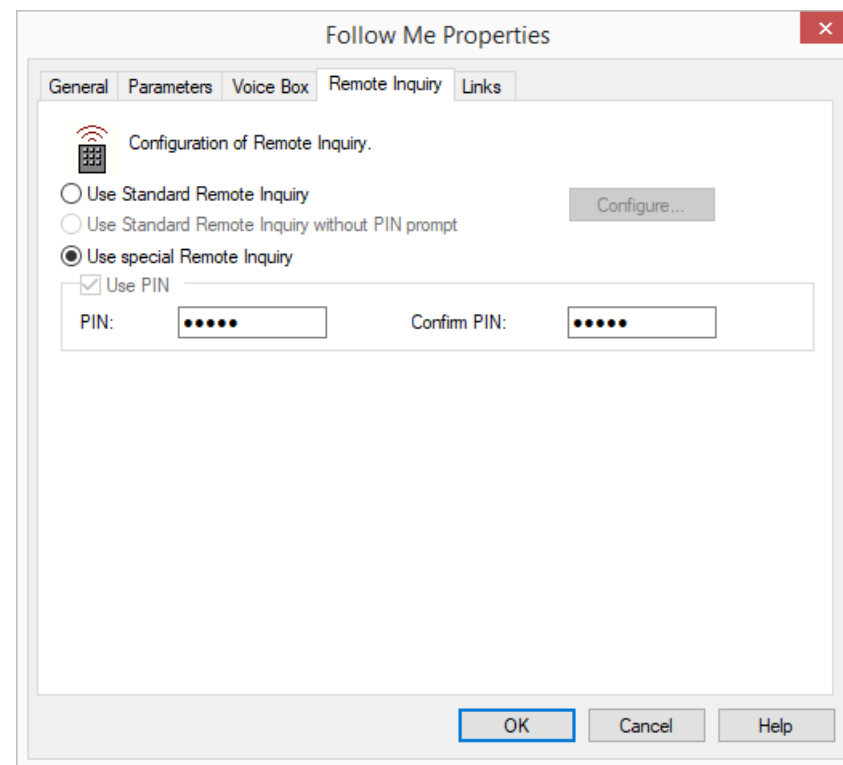 Follow Me Properties
General Parameters Voice Box Remote Inquiry Links
Configuration of Remote Inquiry.
Use Standard Remote Inquiry
Configure...
Use Standard Remote Inquiry without PIN prompt
Use special Remote Inquiry
Use PIN
PIN: ●●●●● Confirm PIN: ●●●●●
OK Cancel Help